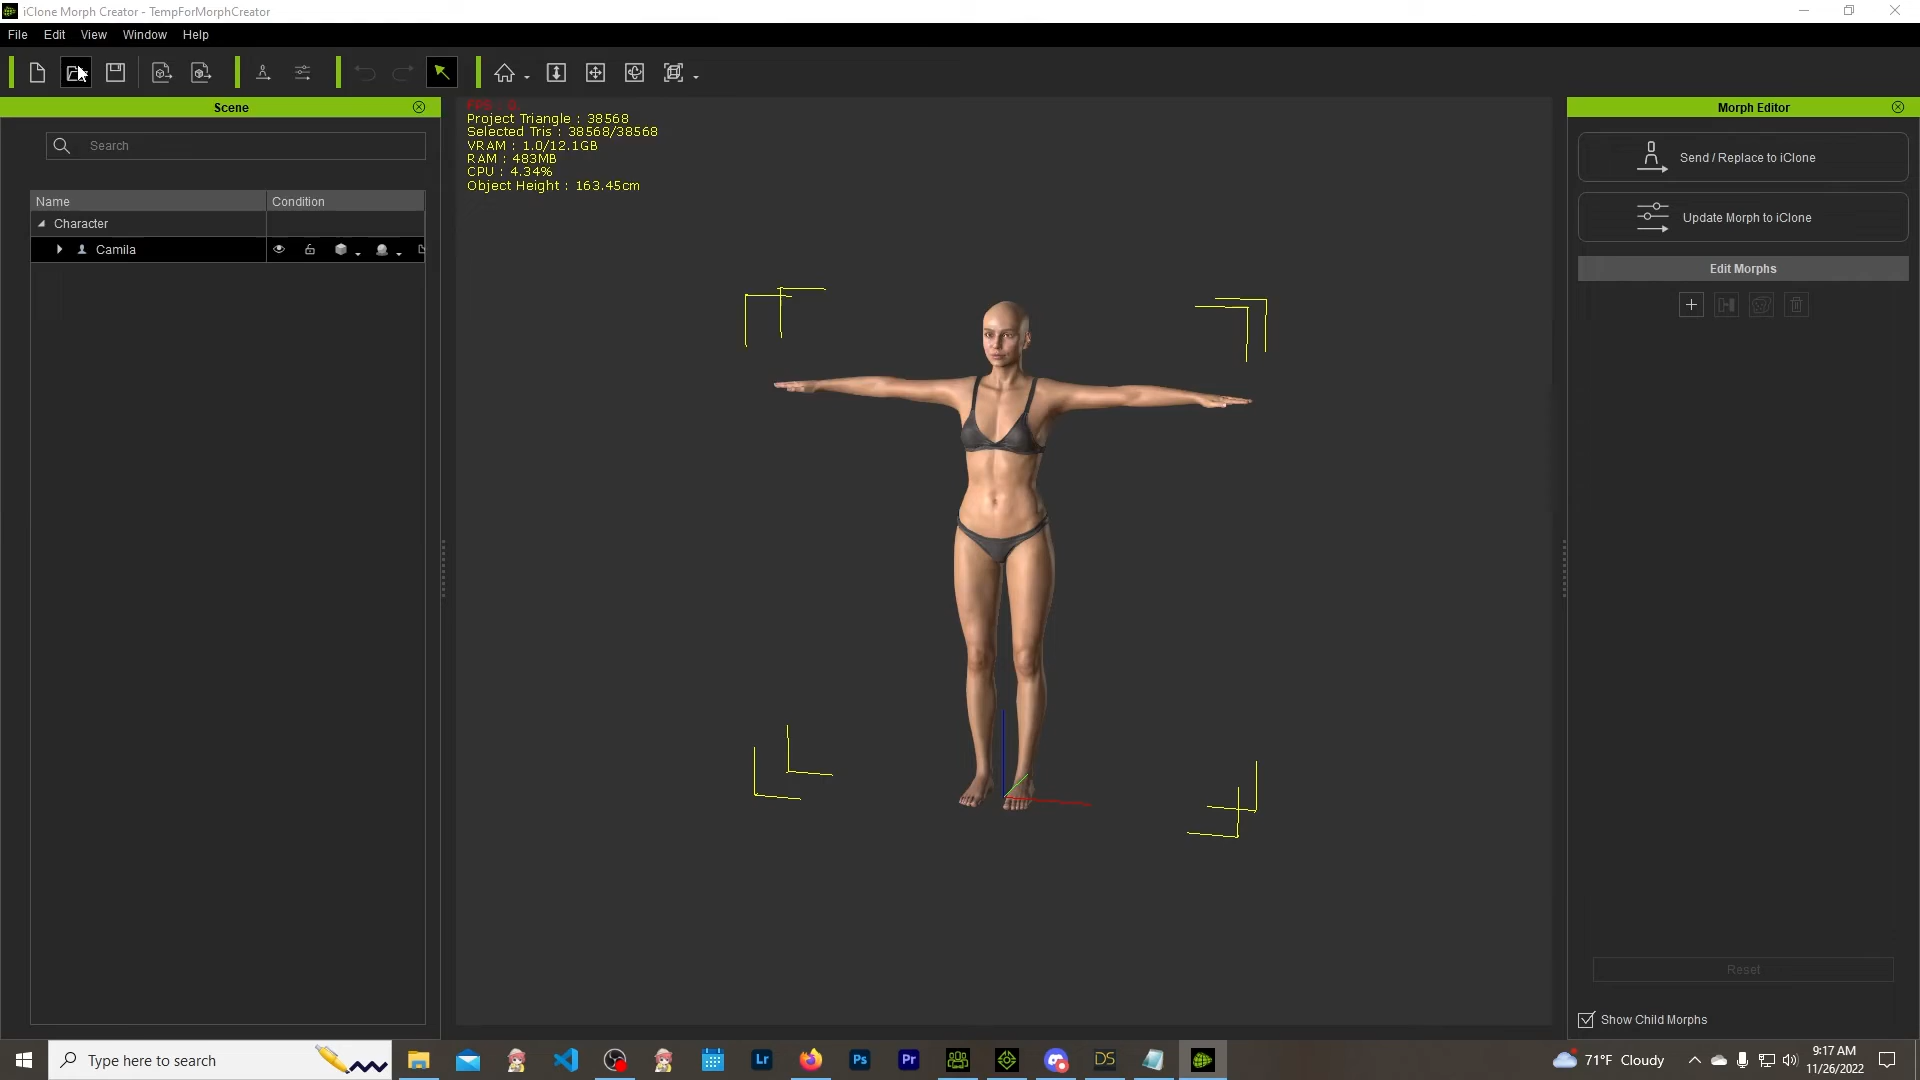 iClone Morph Creator - TempForMorphCreator
File Edit View Window Help
Scene
Search
Name Condition
Character
Camila
FPS : 0.
Project Triangle : 38568
Selected Tris : 38568/38568
VRAM : 1.0/12.1GB
RAM : 483MB
CPU : 4.34%
Object Height : 163.45cm
Morph Editor
Send / Replace to iClone
Update Morph to iClone
Edit Morphs
Reset
Show Child Morphs
Type here to search
Lr Ps Pr DS
71°F Cloudy
9:17 AM
11/26/2022